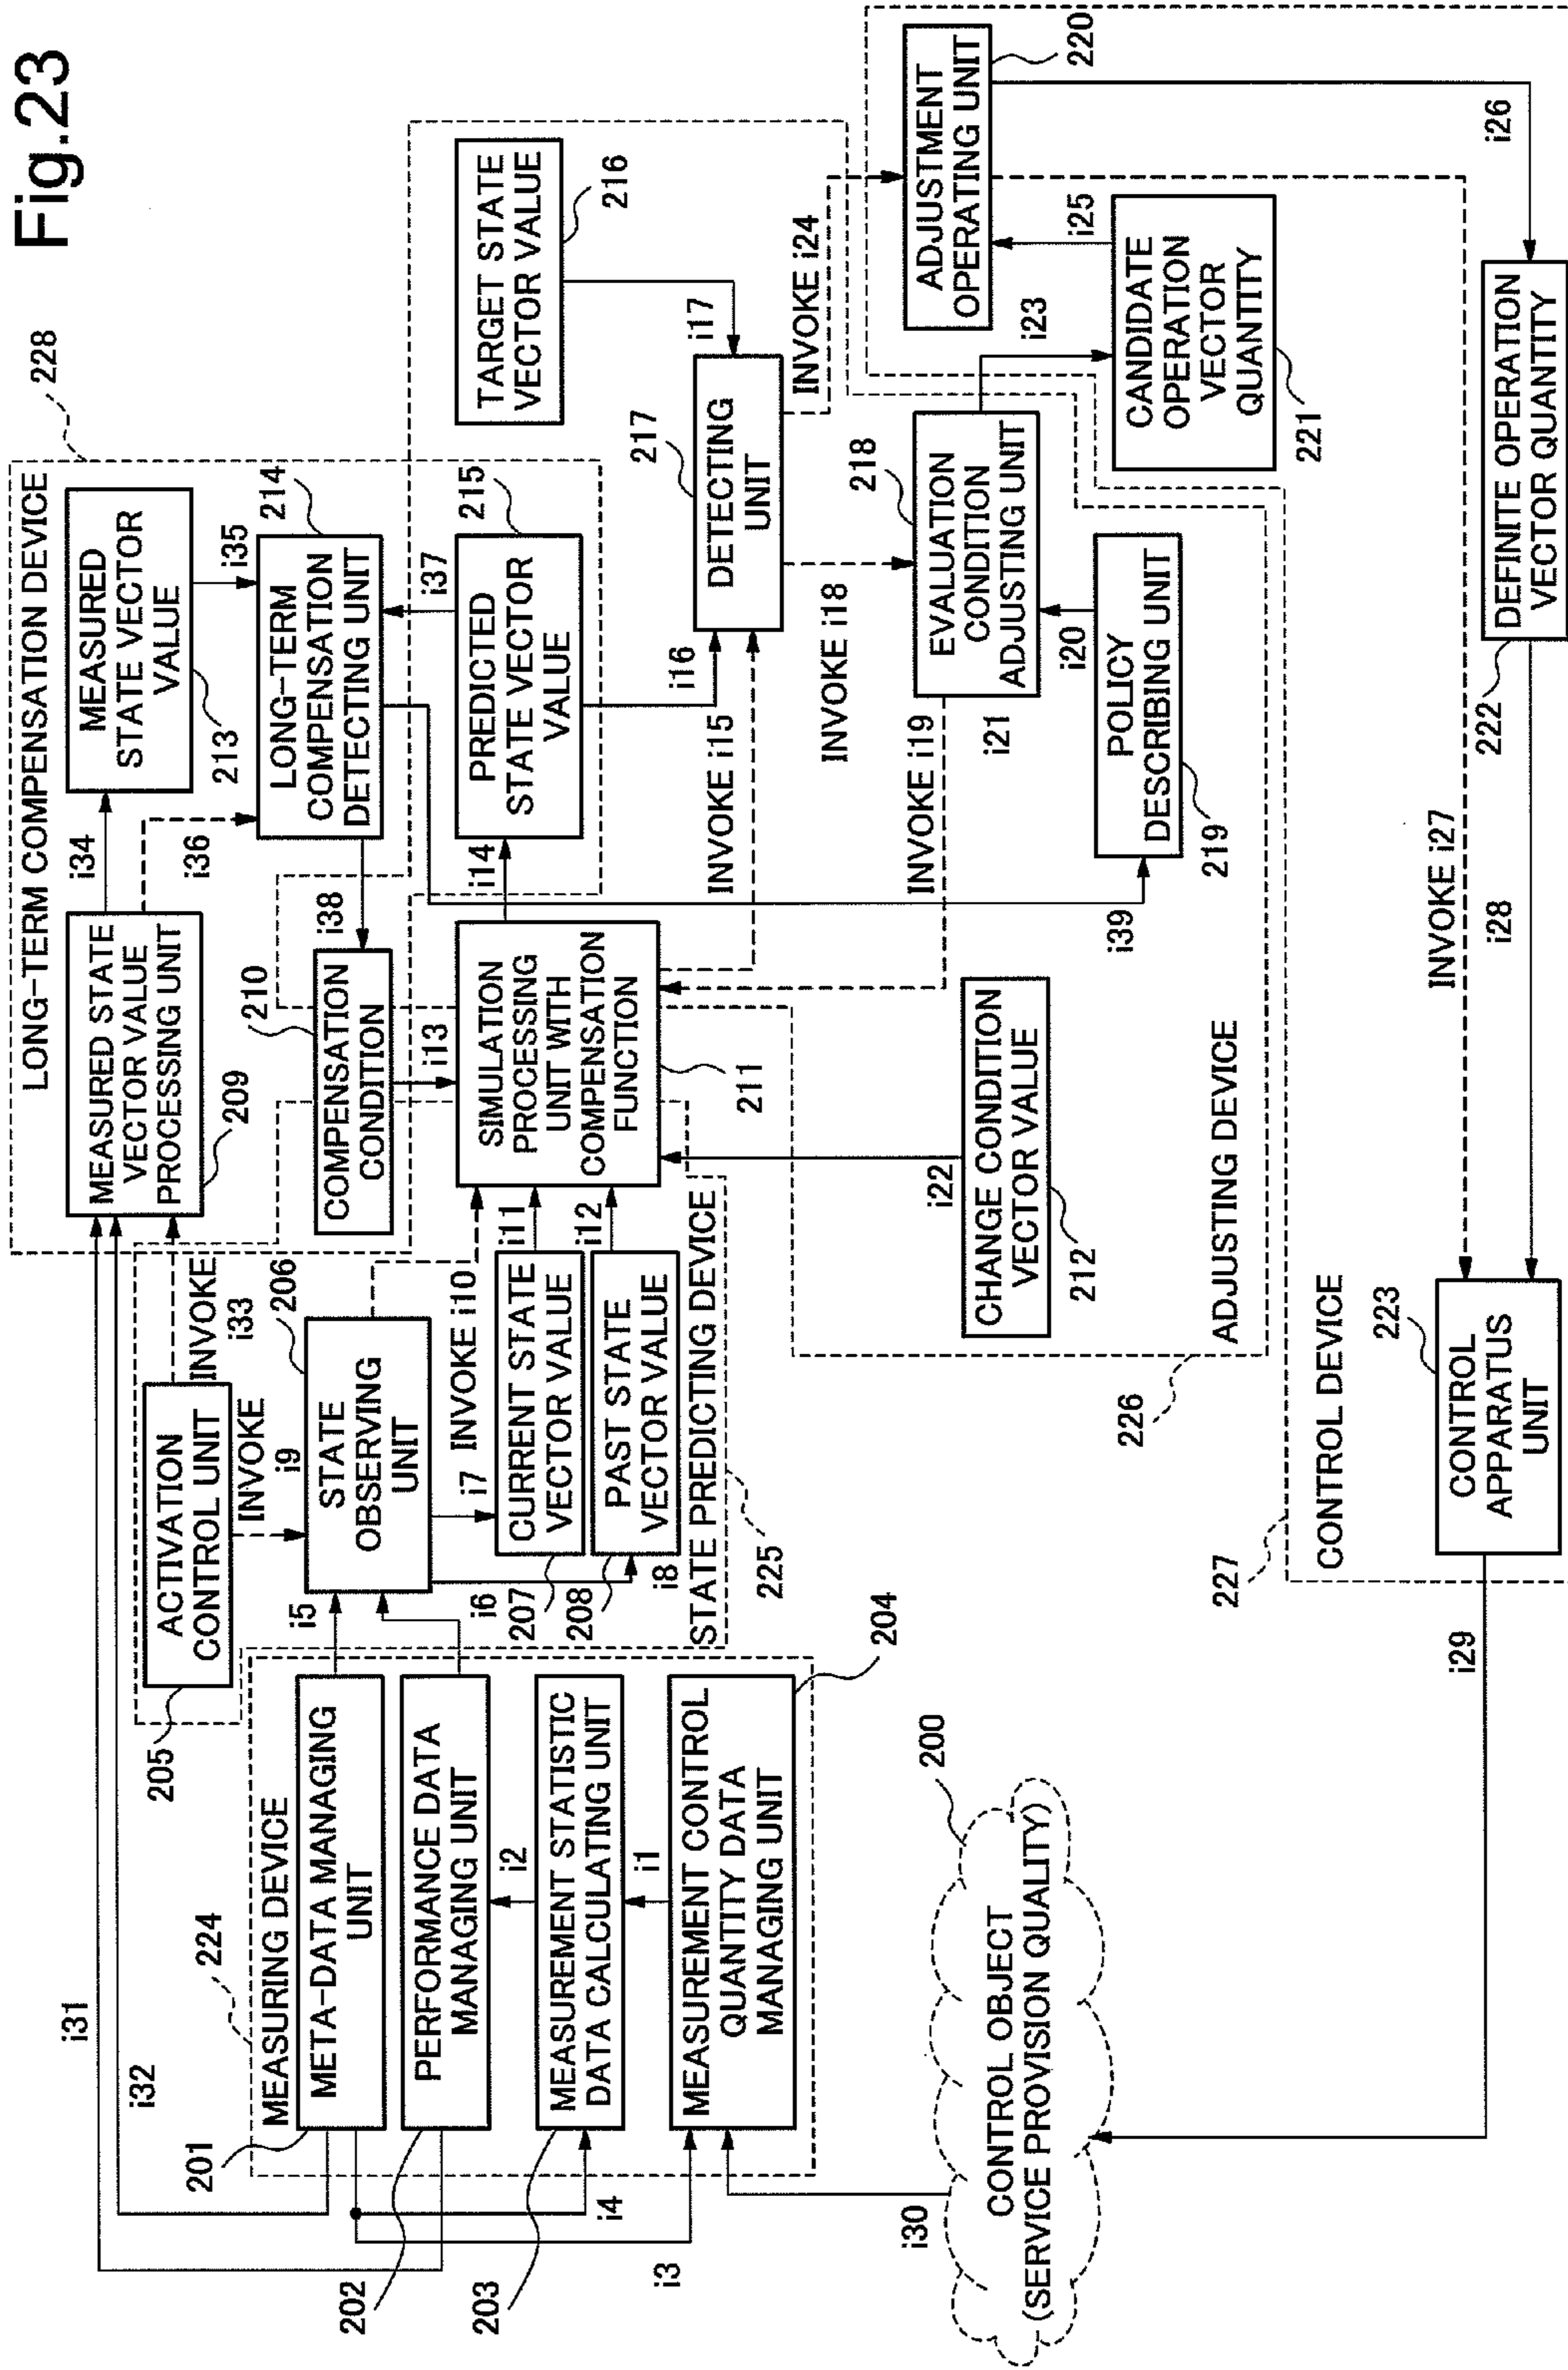 Fig.23
LONG-TERM COMPENSATION DEVICE
228
MEASURED STATE
VECTOR VALUE
PROCESSING UNIT
209
i34
MEASURED
STATE VECTOR
VALUE
213
i35
i36
LONG-TERM
COMPENSATION
DETECTING UNIT
214
i38
i37
210
COMPENSATION
CONDITION
i13
PREDICTED
STATE VECTOR
VALUE
215
i14
i16
i31
i32
ACTIVATION
CONTROL UNIT
205
INVOKE
i33
INVOKE
i9
STATE
OBSERVING
UNIT
206
i5
i6
i7
i8
INVOKE i10
CURRENT STATE
VECTOR VALUE
207
i11
PAST STATE
VECTOR VALUE
208
i12
STATE PREDICTING DEVICE
225
SIMULATION
PROCESSING
UNIT WITH
COMPENSATION
FUNCTION
211
INVOKE i15
TARGET STATE
VECTOR VALUE
216
i17
DETECTING
UNIT
217
INVOKE i18
INVOKE i24
INVOKE i19
EVALUATION
CONDITION
ADJUSTING UNIT
218
i21
i20
i23
POLICY
DESCRIBING UNIT
219
i39
CHANGE CONDITION
VECTOR VALUE
212
i22
ADJUSTING DEVICE
226
MEASURING DEVICE
224
META-DATA MANAGING
UNIT
201
PERFORMANCE DATA
MANAGING UNIT
202
i2
MEASUREMENT STATISTIC
DATA CALCULATING UNIT
203
i1
MEASUREMENT CONTROL
QUANTITY DATA
MANAGING UNIT
204
i4
i3
i30
CONTROL OBJECT
(SERVICE PROVISION QUALITY)
200
ADJUSTMENT
OPERATING UNIT
220
i25
CANDIDATE
OPERATION
VECTOR
QUANTITY
221
i26
DEFINITE OPERATION
VECTOR QUANTITY
222
INVOKE i27
i28
CONTROL DEVICE
227
CONTROL
APPARATUS
UNIT
223
i29